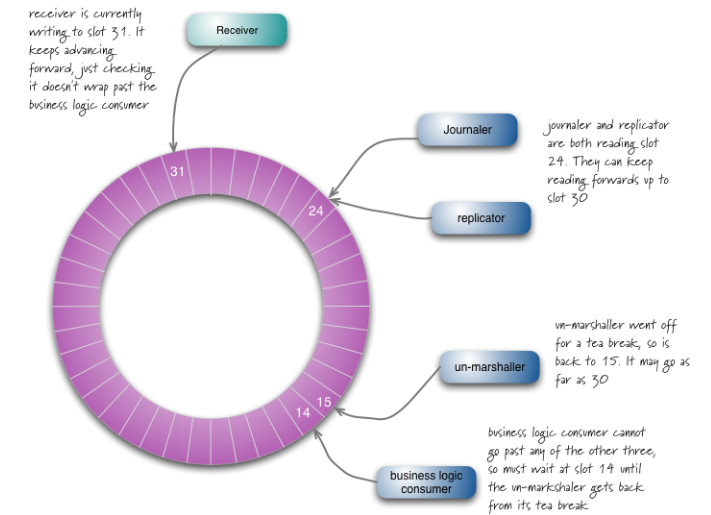 receiver is currently
writing to slot 31. It
keeps advancing
forward, just checking
it doesn't wrap past the
business logic consumer
Receiver
Journaler
journaler and replicator
are both reading slot
24. They can keep
reading forwards up to
slot 30
replicator
31
24
un-marshaller went off
for a tea break, so is
back to 15. It may go as
far as 30
un-marshaller
15
14
business logic consumer cannot
go past any of the other three,
so must wait at slot 14 until
the un-markshaler gets back
from its tea break
business logic
consumer